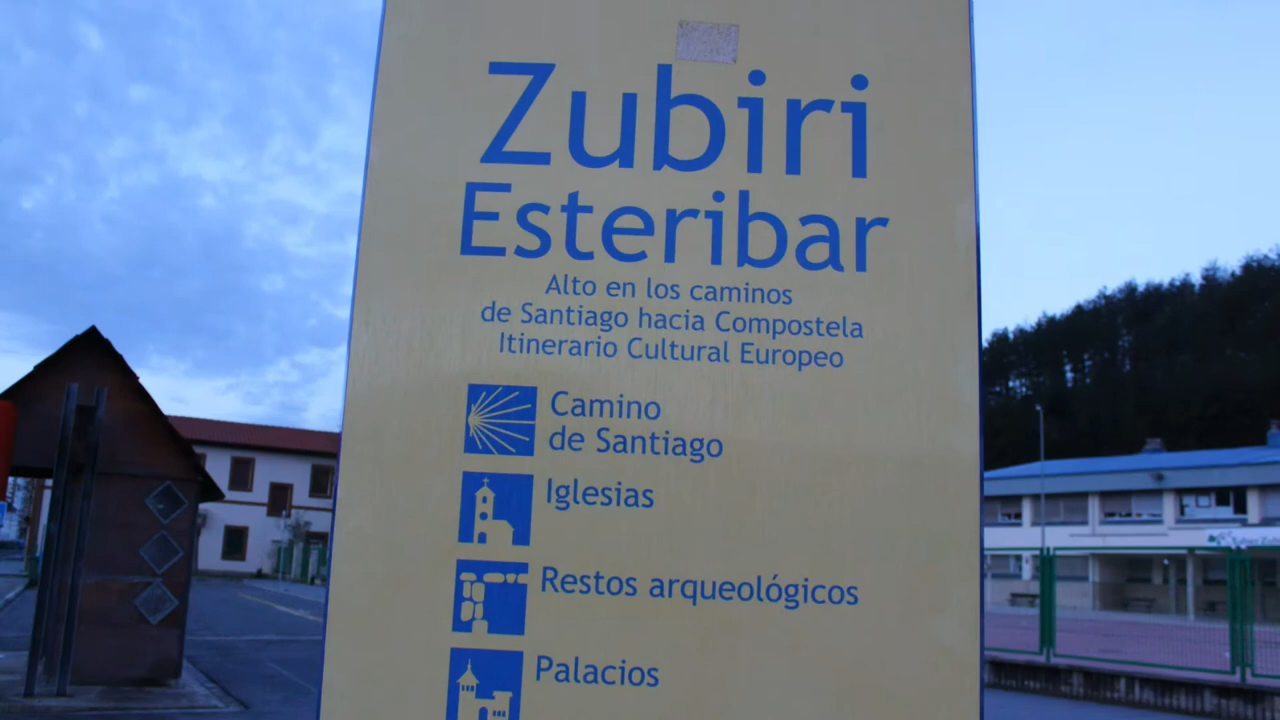 Zubiri
Esteribar
Alto en los caminos
de Santiago hacia Compostela
Itinerario Cultural Europeo
Camino
de Santiago
Iglesias
Restos arqueológicos
Palacios